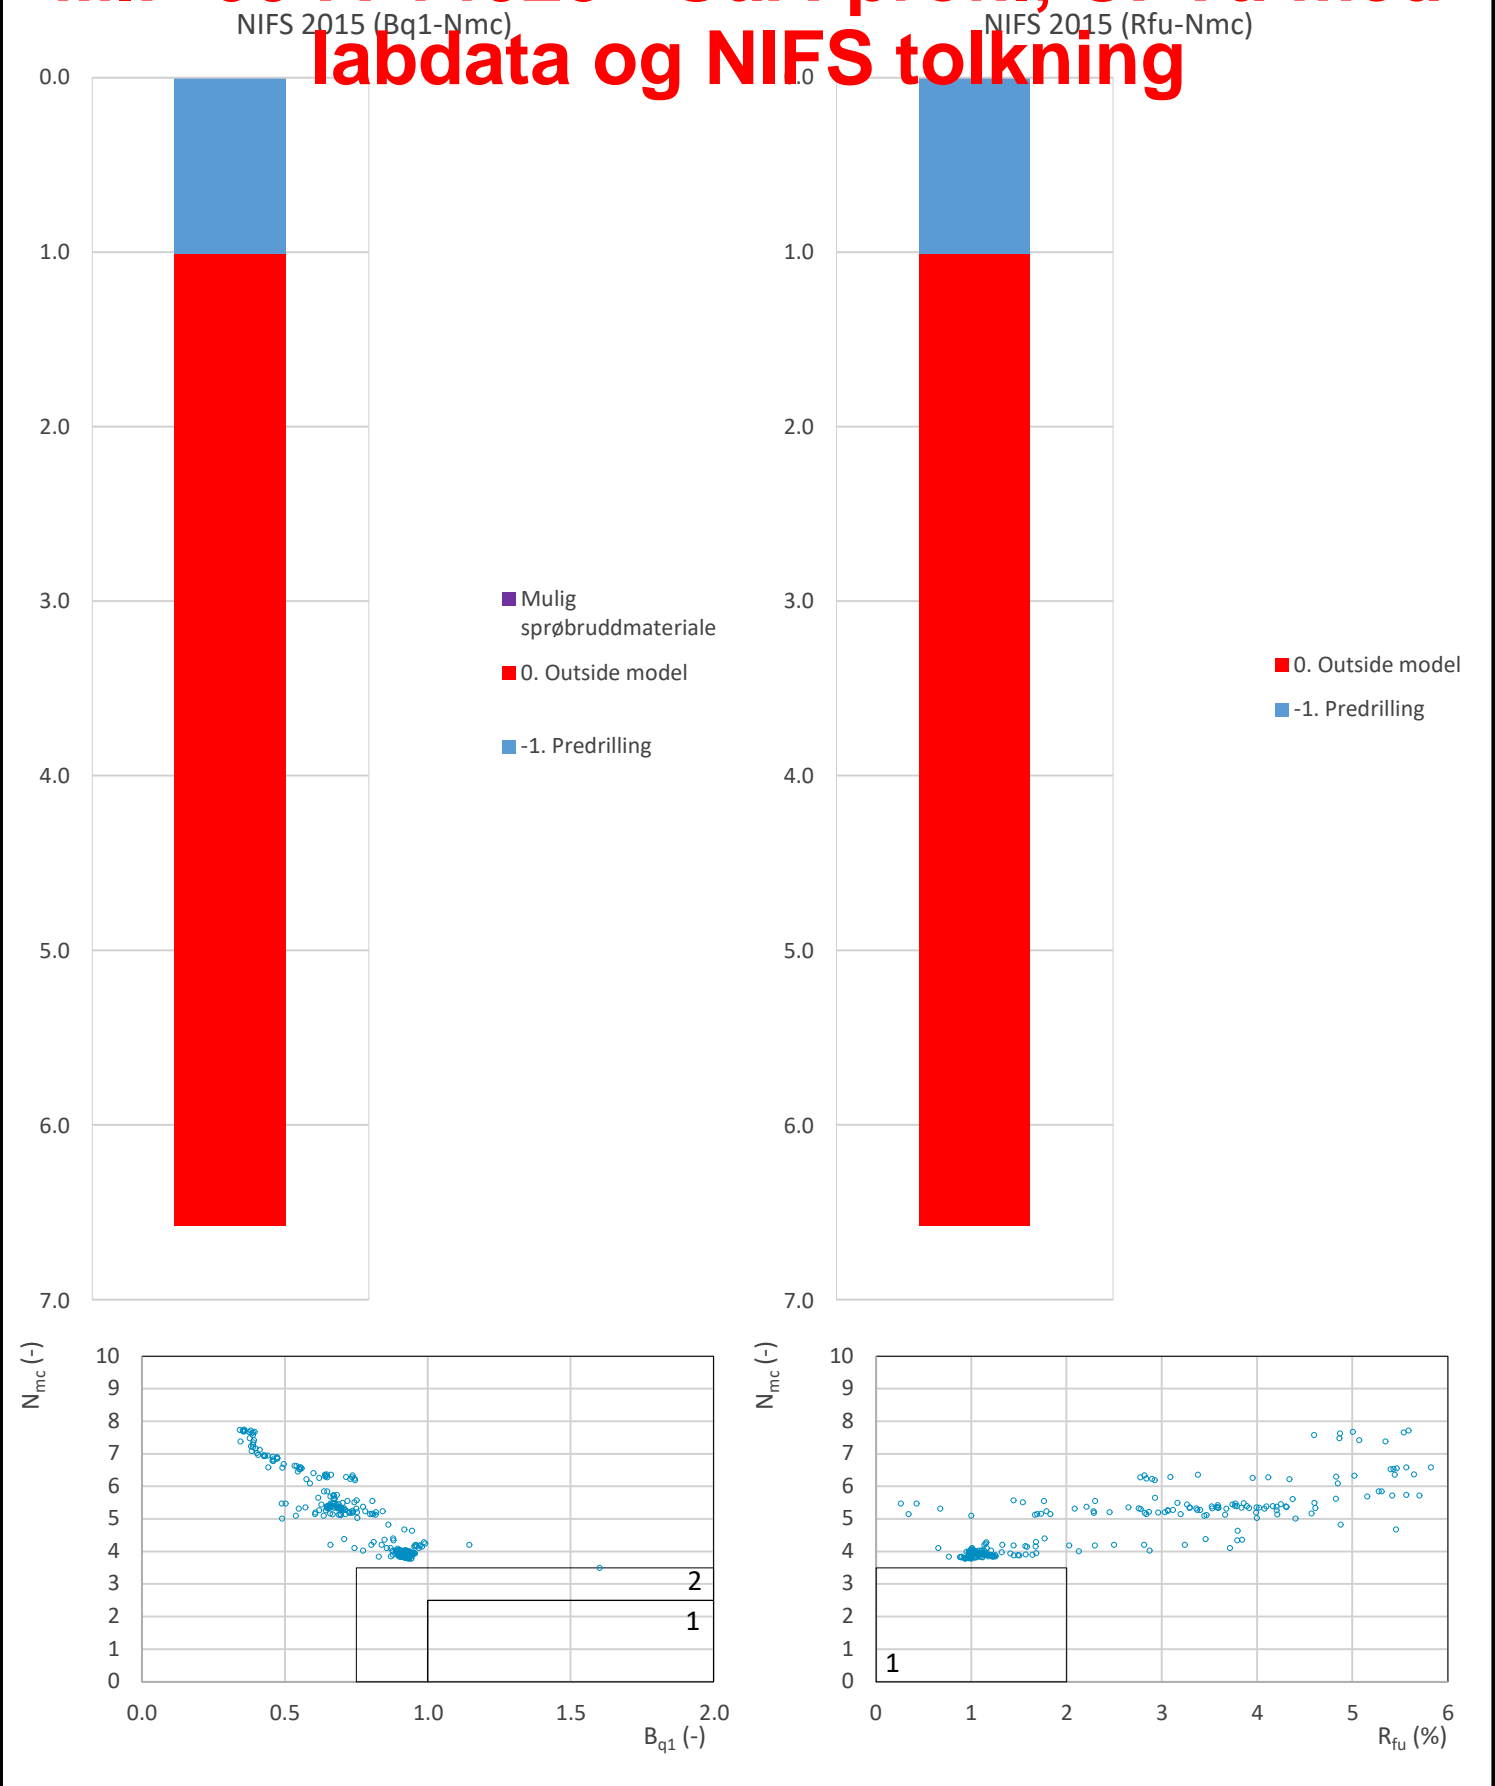 labdata og NIFS tolkning
NIFS 2015 (Bq1-Nmc)
0.0
1.0
2.0
3.0
4.0
5.0
6.0
7.0
Mulig
sprøbruddmateriale
0. Outside model
-1. Predrilling
NIFS 2015 (Rfu-Nmc)
0.0
1.0
2.0
3.0
4.0
5.0
6.0
7.0
0. Outside model
-1. Predrilling
Nmc (-)
10
9
8
7
6
5
4
3
2
1
0
2
1
0.0 0.5 1.0 1.5 2.0
Bq1 (-)
Nmc (-)
10
9
8
7
6
5
4
3
2
1
0
1
0 1 2 3 4 5 6
Rfu (%)